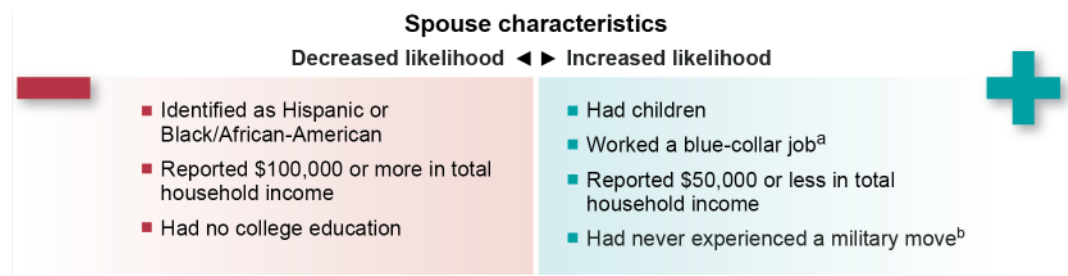 Spouse characteristics
Decreased likelihood ◄ ► Increased likelihood
■ Identified as Hispanic or
Black/African-American
■ Reported $100,000 or more in total
household income
■ Had no college education
■ Had children
■ Worked a blue-collar jobᵃ
■ Reported $50,000 or less in total
household income
■ Had never experienced a military moveᵇ